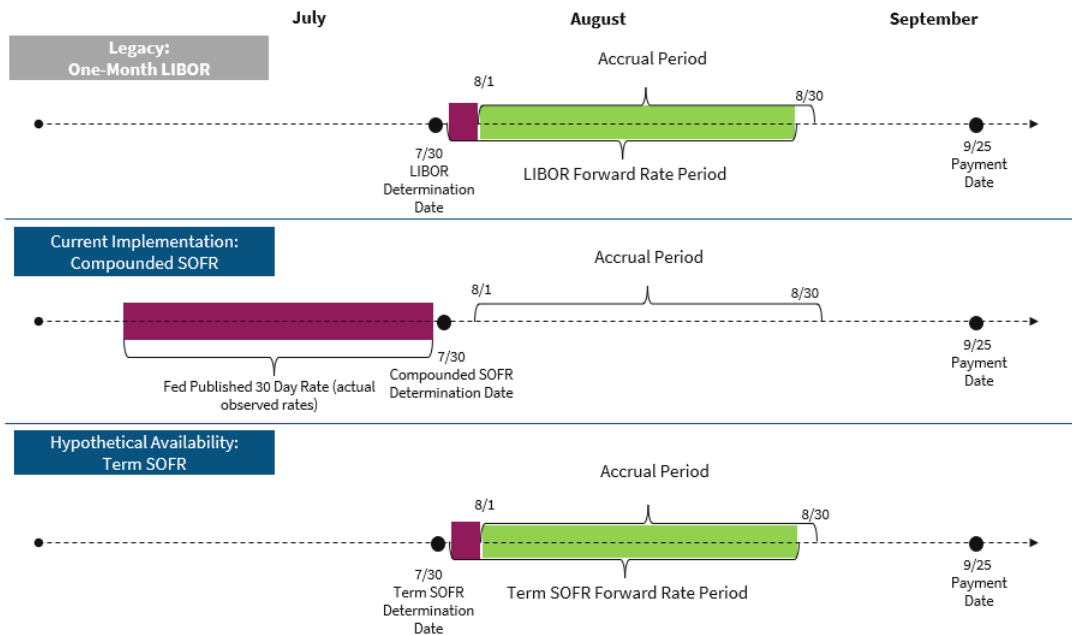 July
August
September
Legacy:
One-Month LIBOR
Accrual Period
8/1
8/30
7/30
LIBOR
Determination
Date
LIBOR Forward Rate Period
9/25
Payment
Date
Current Implementation:
Compounded SOFR
Accrual Period
8/1
8/30
Fed Published 30 Day Rate (actual
observed rates)
7/30
Compounded SOFR
Determination Date
9/25
Payment
Date
Hypothetical Availability:
Term SOFR
Accrual Period
8/1
8/30
7/30
Term SOFR
Determination
Date
Term SOFR Forward Rate Period
9/25
Payment
Date